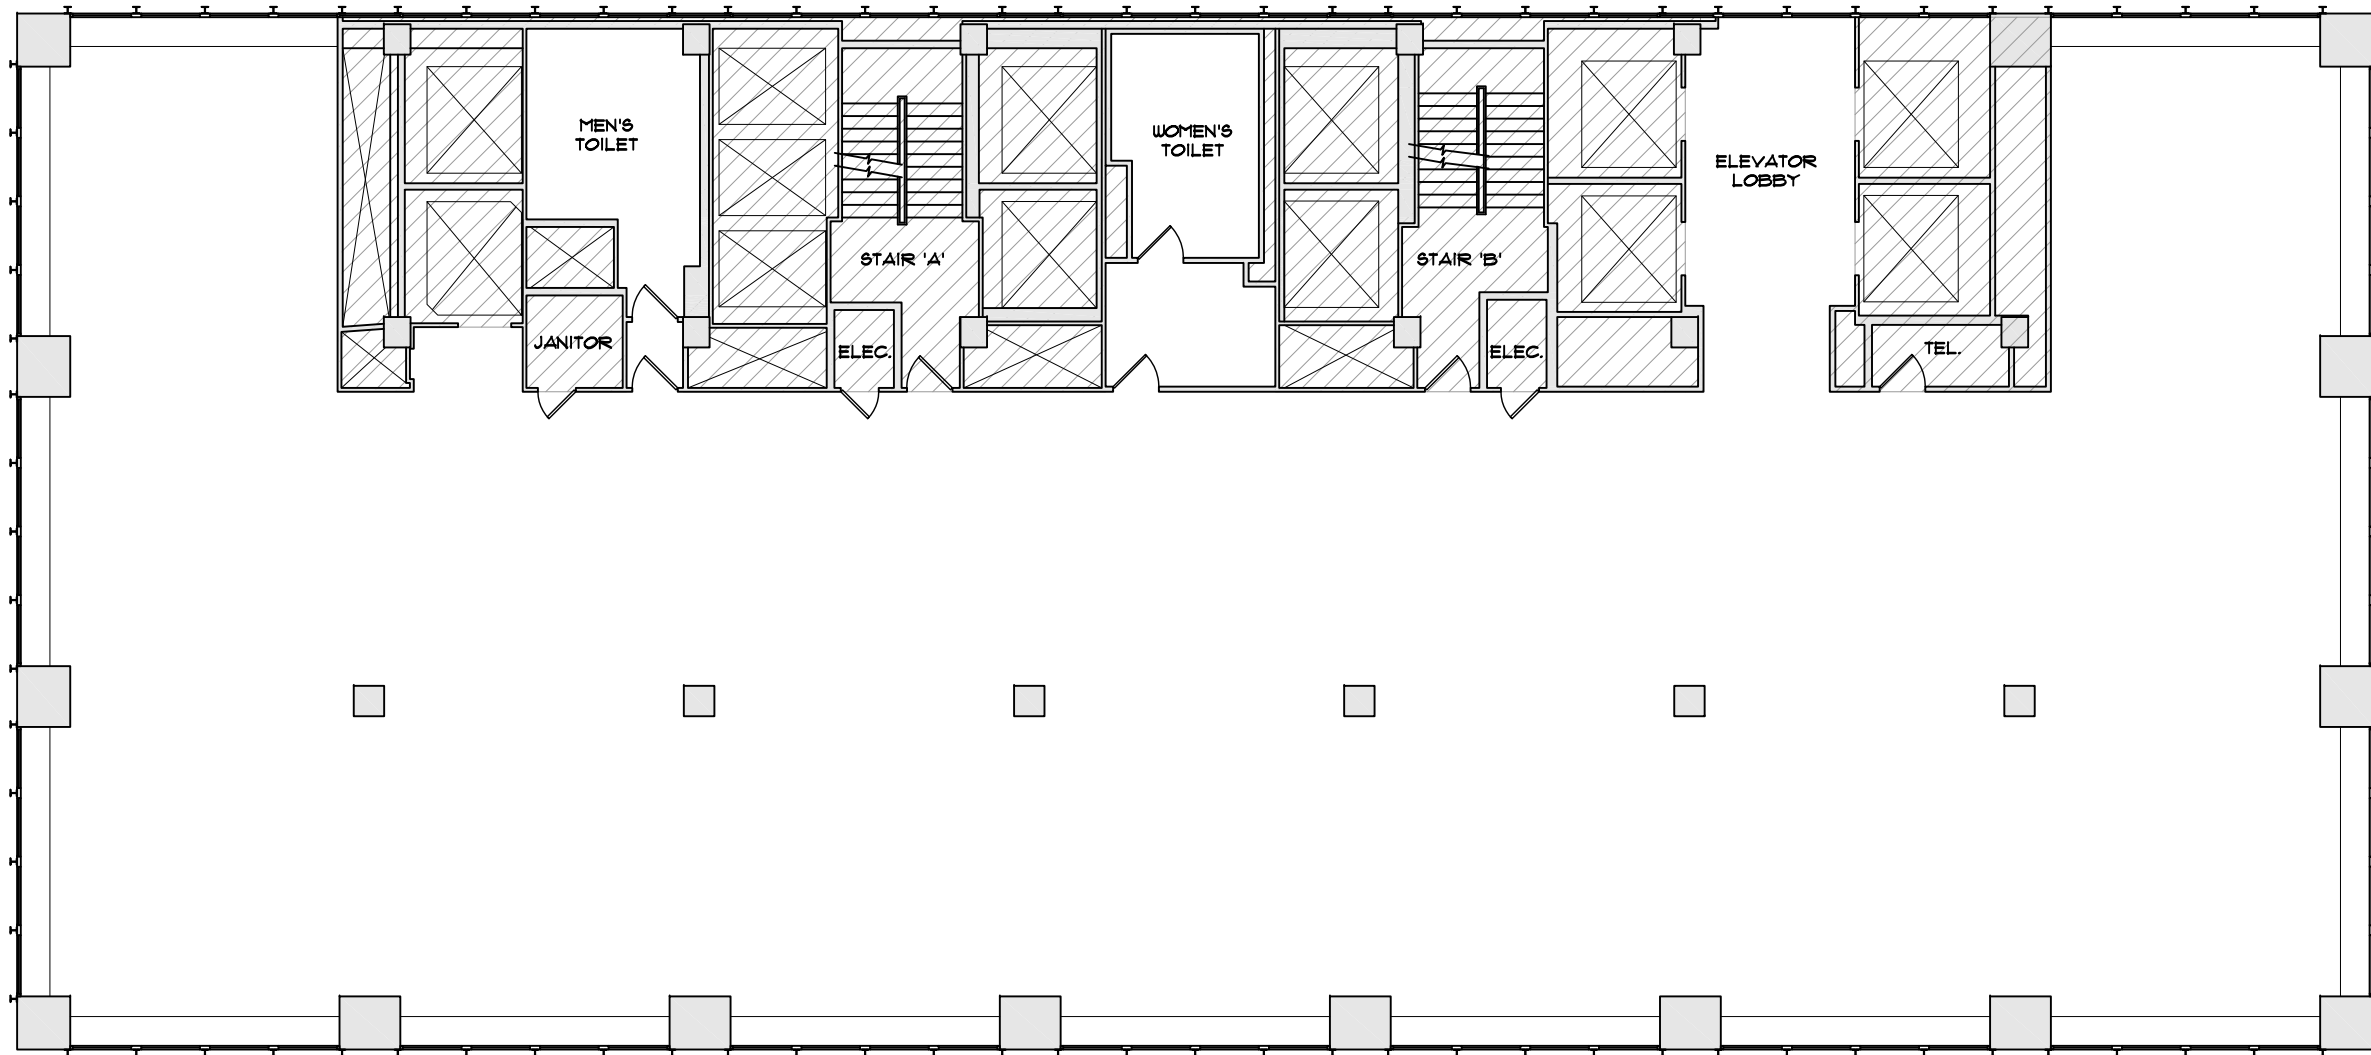 MEN'S
TOILET
WOMEN'S
TOILET
ELEVATOR
LOBBY
STAIR 'A'
STAIR 'B'
JANITOR
ELEC.
ELEC.
TEL.